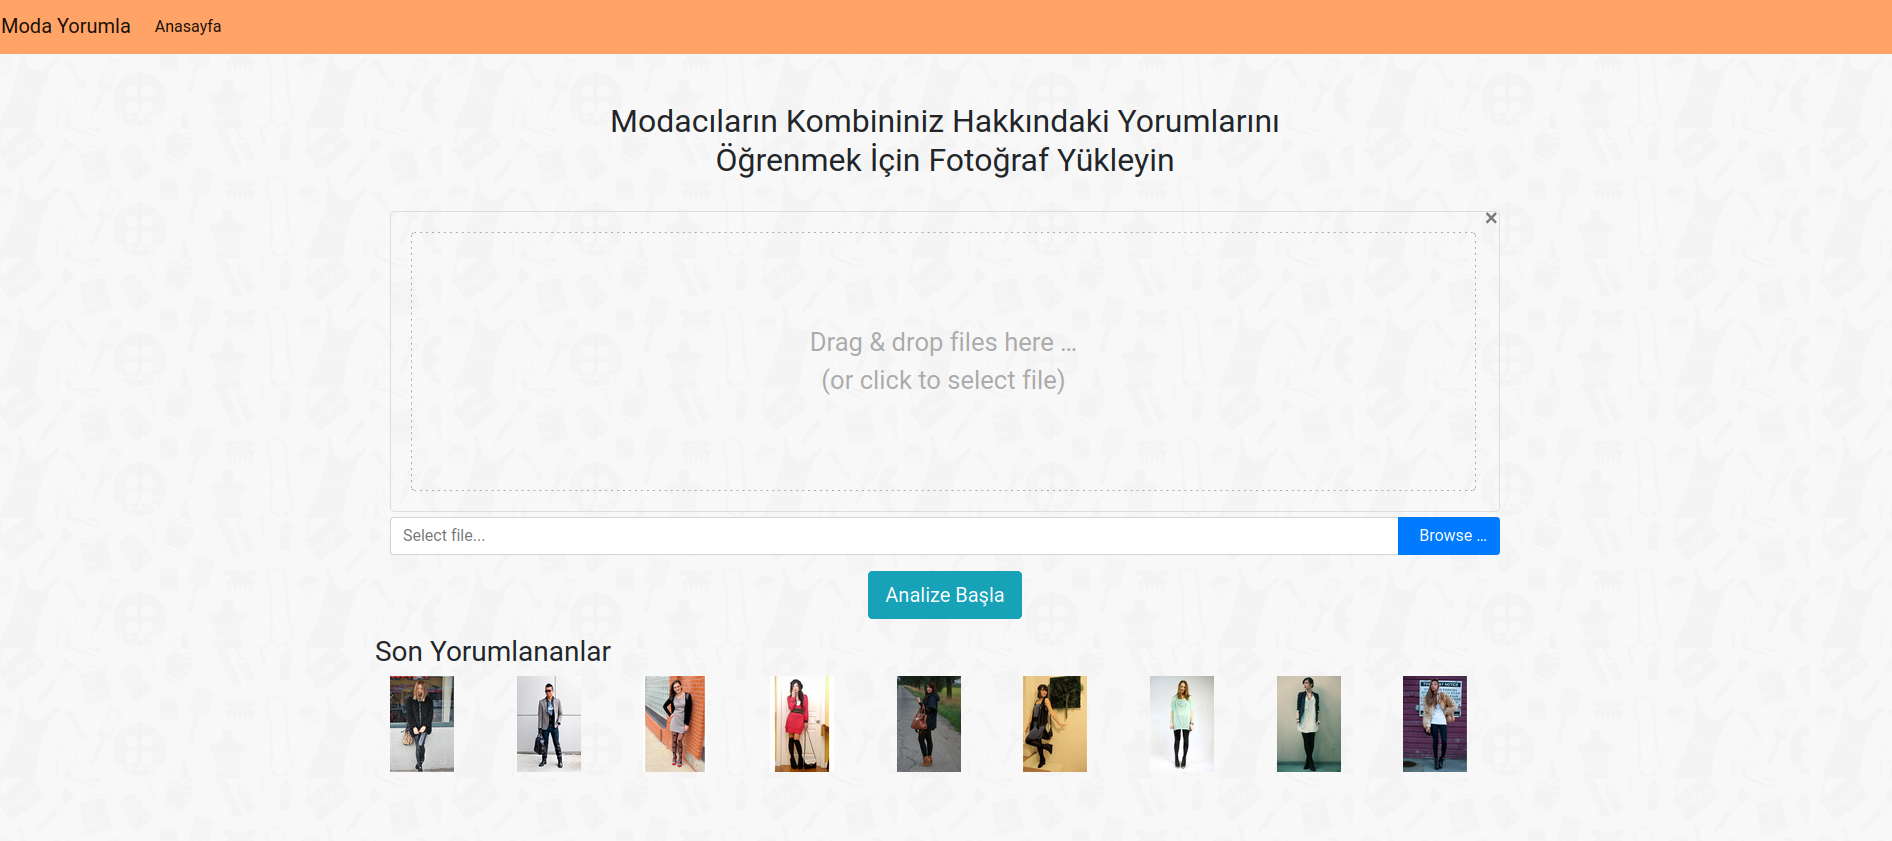 Moda Yorumla Anasayfa
Modacıların Kombininiz Hakkındaki Yorumlarını
Öğrenmek İçin Fotoğraf Yükleyin
×
Drag & drop files here …
(or click to select file)
Select file...
Browse …
Analize Başla
Son Yorumlananlar